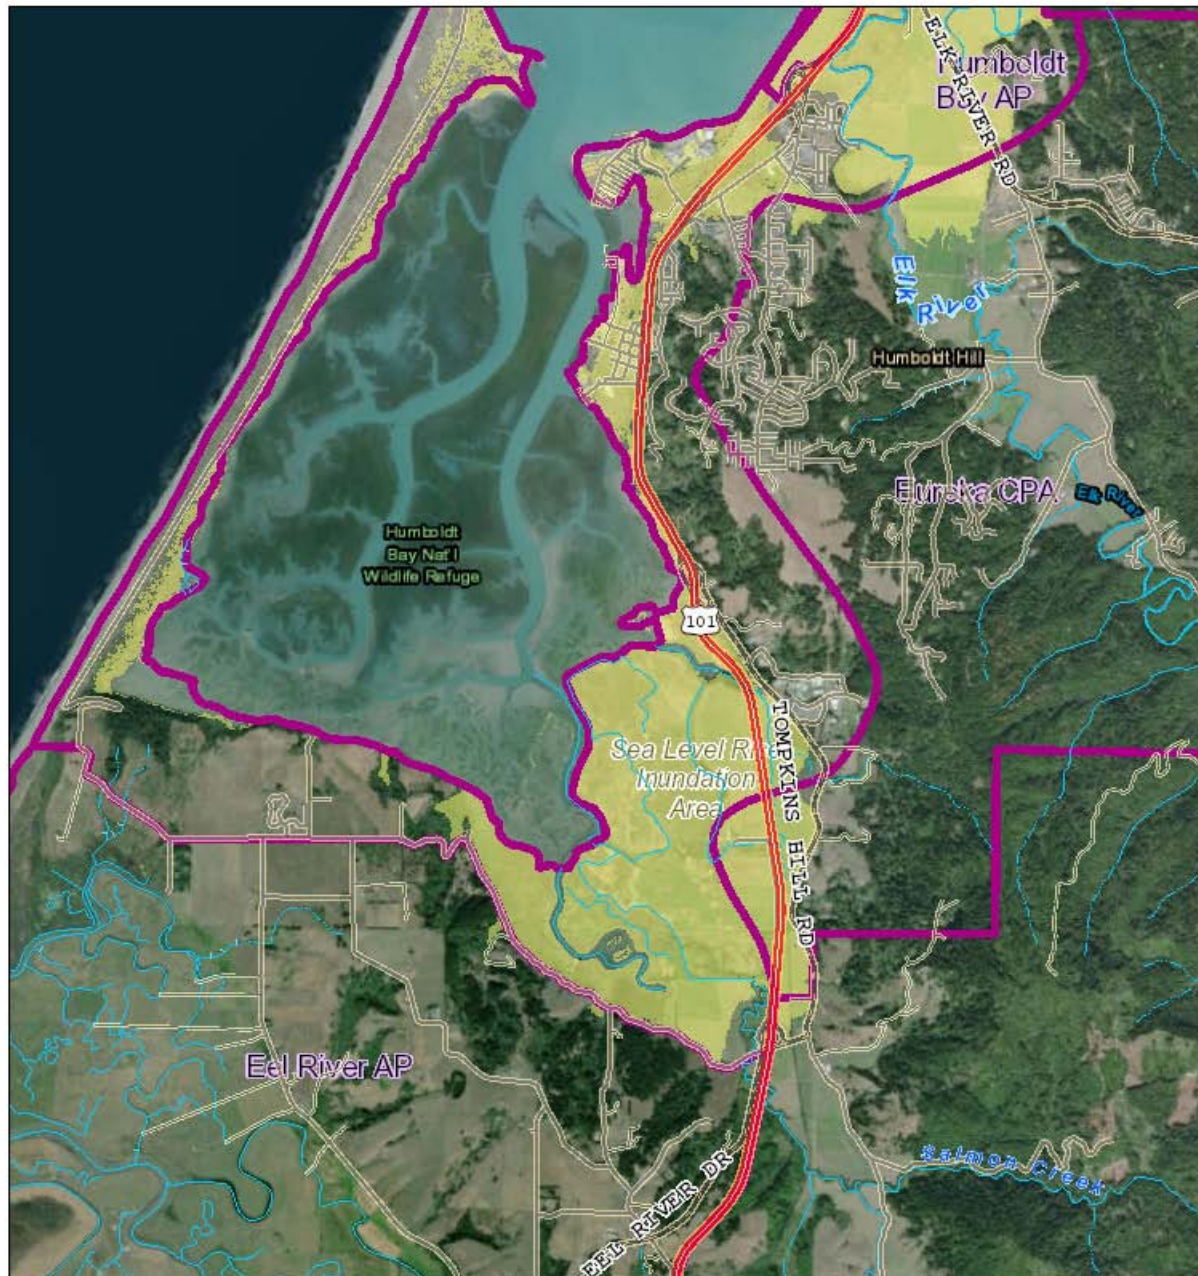 ELK RIVER RD
Humboldt
Bay AP
Elk River
Humboldt Hill
Eureka CPA
Elk River
Humboldt
Bay Nat'l
Wildlife Refuge
101
TOMPKINS HILL RD
Sea Level Rise
Inundation
Area
Eel River AP
Salmon Creek
EEL RIVER DR